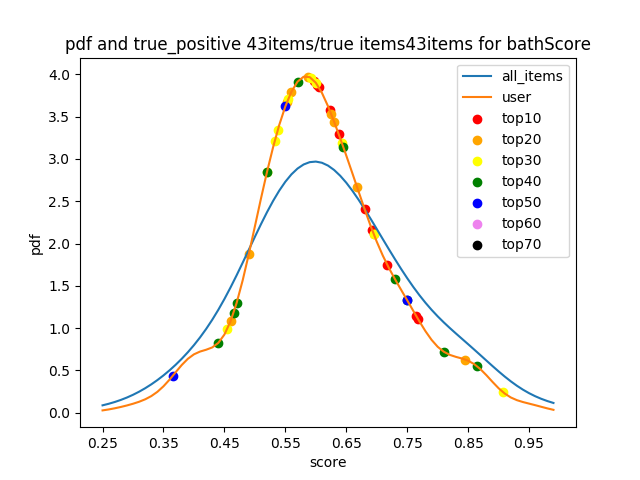 pdf and true_positive 43items/true items43items for bathScore
4.0
3.5
3.0
2.5
2.0
1.5
1.0
0.5
0.0
pdf
all_items
user
top10
top20
top30
top40
top50
top60
top70
0.25 0.35 0.45 0.55 0.65 0.75 0.85 0.95
score